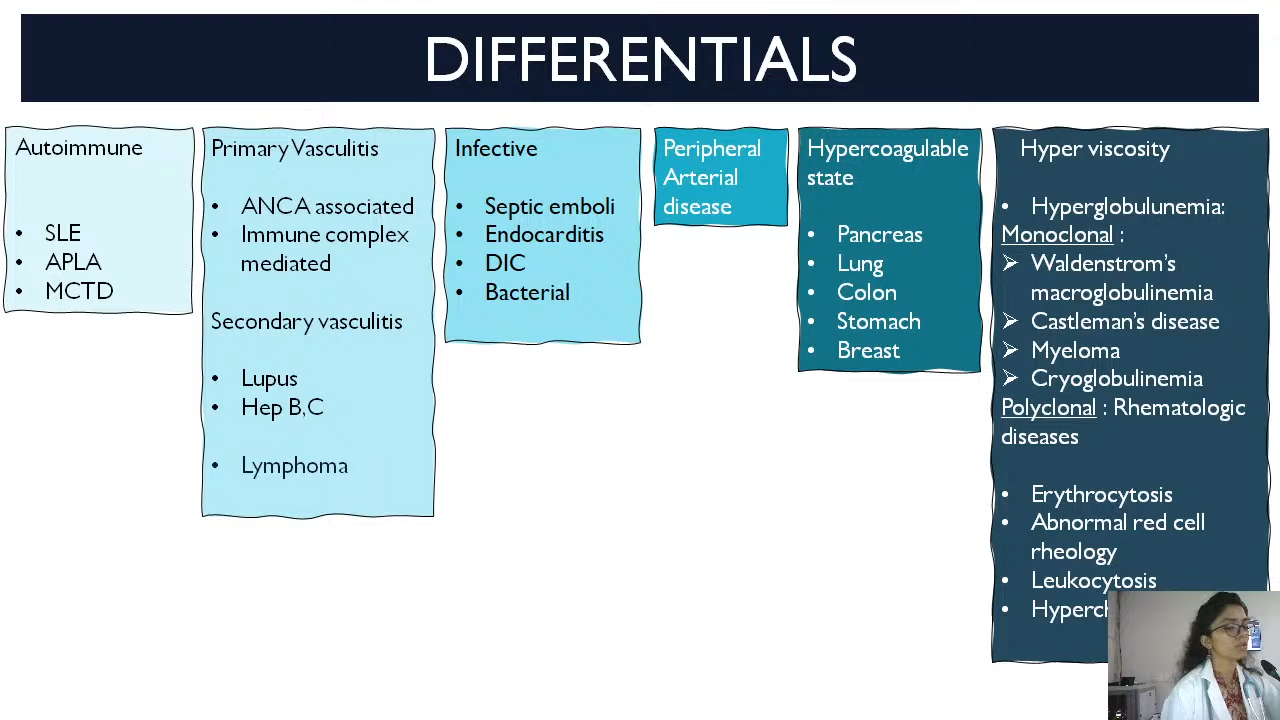 DIFFERENTIALS
Autoimmune
• SLE
• APLA
• MCTD
Primary Vasculitis
• ANCA associated
• Immune complex
mediated
Secondary vasculitis
• Lupus
• Hep B,C
• Lymphoma
Infective
• Septic emboli
• Endocarditis
• DIC
• Bacterial
Peripheral
Arterial
disease
Hypercoagulable
state
• Pancreas
• Lung
• Colon
• Stomach
• Breast
Hyper viscosity
• Hyperglobulunemia:
Monoclonal :
➢ Waldenstrom's
macroglobulinemia
➢ Castleman's disease
➢ Myeloma
➢ Cryoglobulinemia
Polyclonal : Rhematologic
diseases
• Erythrocytosis
• Abnormal red cell
rheology
• Leukocytosis